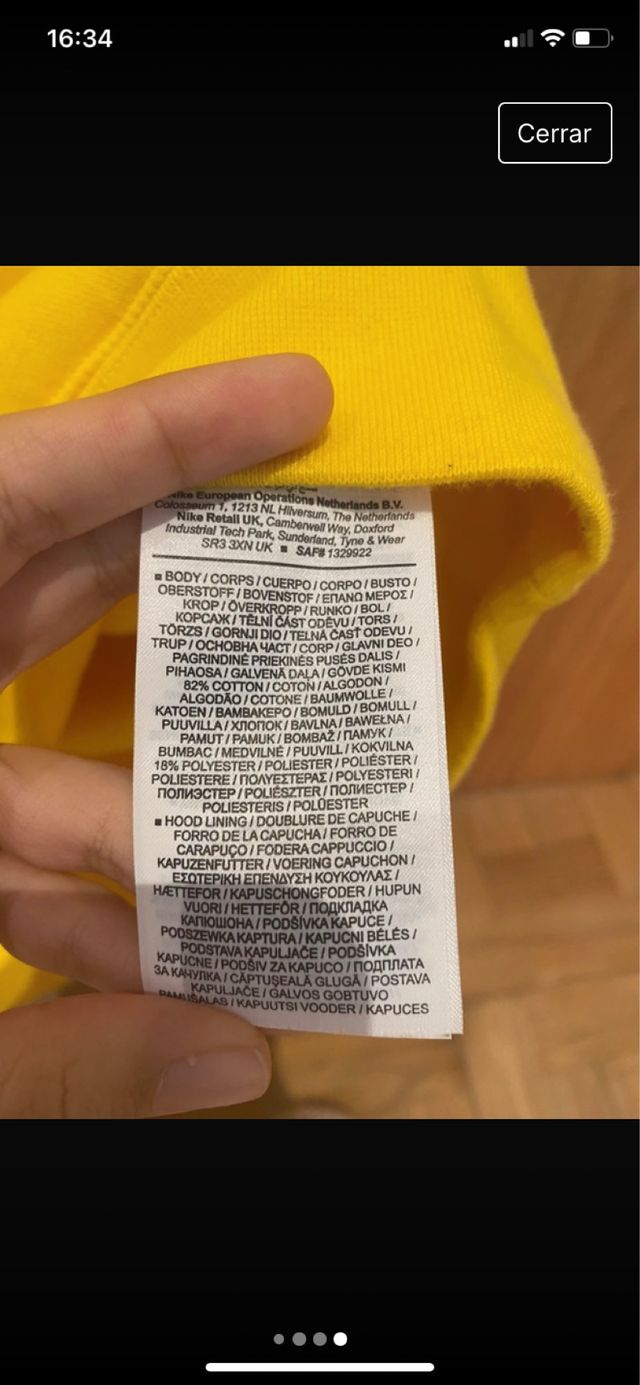 16:34
Cerrar
Nike European Operations Netherlands B.V.
Colosseum 1, 1213 NL Hilversum, The Netherlands
Nike Retail UK, Camberwell Way, Doxford
Industrial Tech Park, Sunderland, Tyne & Wear
SR3 3XN UK ■ SAF# 1329922
■ BODY / CORPS / CUERPO / CORPO / BUSTO /
OBERSTOFF / BOVENSTOF / ΕΠΑΝΩ ΜΕΡΟΣ /
KROP / ÖVERKROPP / RUNKO / BOL /
КОРСАЖ / TĚLNÍ ČÁST ODĚVU / TORS /
TÖRZS / GORNJI DIO / TELNÁ ČASŤ ODEVU /
TRUP / ОСНОВНА ЧАСТ / CORP / GLAVNI DEO /
PAGRINDINĖ PRIEKINĖS PUSĖS DALIS /
PIHAOSA / GALVENĀ DAĻA / GÖVDE KISMI
82% COTTON / COTON / ALGODON /
ALGODÃO / COTONE / BAUMWOLLE /
KATOEN / ΒΑΜΒΑΚΕΡΟ / BOMULD / BOMULL /
PUUVILLA / ХЛОПОК / BAVLNA / BAWEŁNA /
PAMUT / PAMUK / BOMBAŽ / ПАМУК /
BUMBAC / MEDVILNĖ / PUUVILL / KOKVILNA
18% POLYESTER / POLIESTER / POLIÉSTER /
POLIESTERE / ΠΟΛΥΕΣΤΕΡΑΣ / POLYESTERI /
ПОЛИЭСТЕР / POLIÉSZTER / ПОЛИЕСТЕР /
POLIESTERIS / POLÜESTER
■ HOOD LINING / DOUBLURE DE CAPUCHE /
FORRO DE LA CAPUCHA / FORRO DE
CARAPUÇO / FODERA CAPPUCCIO /
KAPUZENFUTTER / VOERING CAPUCHON /
ΕΣΩΤΕΡΙΚΗ ΕΠΕΝΔΥΣΗ ΚΟΥΚΟΥΛΑΣ /
HÆTTEFOR / KAPUSCHONGFODER / HUPUN
VUORI / HETTEFÔR / ПОДКЛАДКА
КАПЮШОНА / PODŠÍVKA KAPUCE /
PODSZEWKA KAPTURA / KAPUCNI BÉLÉS /
PODSTAVA KAPULJAČE / PODŠÍVKA
KAPUCNE / PODŠIV ZA KAPUCO / ПОДПЛАТА
ЗА КАЧУЛКА / CĂPTUȘEALĂ GLUGĂ / POSTAVA
KAPULJAČE / GALVOS GOBTUVO
PAMUŠALAS / KAPUUTSI VOODER / KAPUCES